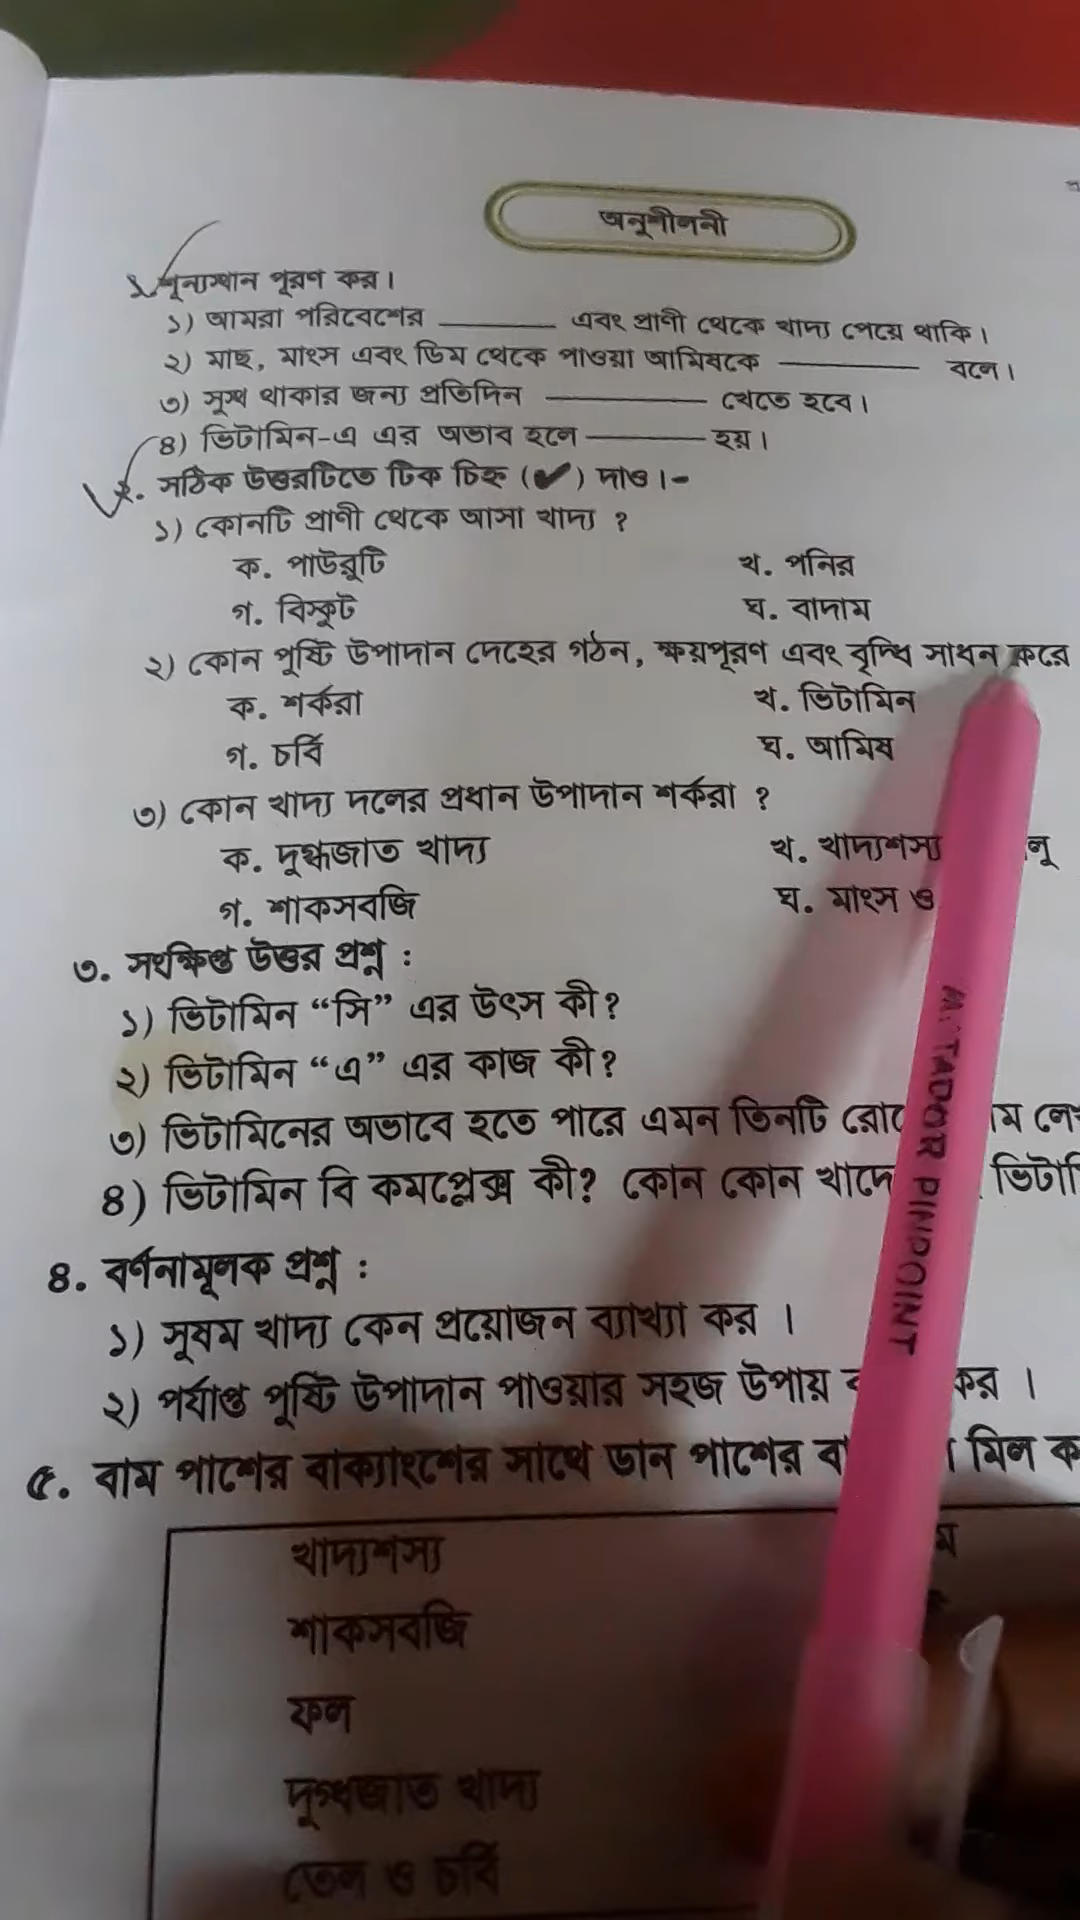 অনুশীলনী
১. শূন্যস্থান পূরণ কর।
১) আমরা পরিবেশের ________ এবং প্রাণী থেকে খাদ্য পেয়ে থাকি।
২) মাছ, মাংস এবং ডিম থেকে পাওয়া আমিষকে ________ বলে।
৩) সুস্থ থাকার জন্য প্রতিদিন ________ খেতে হবে।
৪) ভিটামিন-এ এর অভাব হলে ________ হয়।
২. সঠিক উত্তরটিতে টিক চিহ্ন (✔) দাও।-
১) কোনটি প্রাণী থেকে আসা খাদ্য ?
ক. পাউরুটি খ. পনির
গ. বিস্কুট ঘ. বাদাম
২) কোন পুষ্টি উপাদান দেহের গঠন, ক্ষয়পূরণ এবং বৃদ্ধি সাধন করে
ক. শর্করা খ. ভিটামিন
গ. চর্বি ঘ. আমিষ
৩) কোন খাদ্য দলের প্রধান উপাদান শর্করা ?
ক. দুগ্ধজাত খাদ্য খ. খাদ্যশস্য
গ. শাকসবজি ঘ. মাংস ও
৩. সংক্ষিপ্ত উত্তর প্রশ্ন :
১) ভিটামিন “সি” এর উৎস কী?
২) ভিটামিন “এ” এর কাজ কী?
৩) ভিটামিনের অভাবে হতে পারে এমন তিনটি
৪) ভিটামিন বি কমপ্লেক্স কী? কোন কোন
৪. বর্ণনামূলক প্রশ্ন :
১) সুষম খাদ্য কেন প্রয়োজন ব্যাখ্যা কর ।
২) পর্যাপ্ত পুষ্টি উপাদান পাওয়ার সহজ উপায় কর ।
৫. বাম পাশের বাক্যাংশের সাথে ডান পাশের মিল
খাদ্যশস্য
শাকসবজি
ফল
দুগ্ধজাত খাদ্য
তেল ও চর্বি
M. TADOR PINPOINT